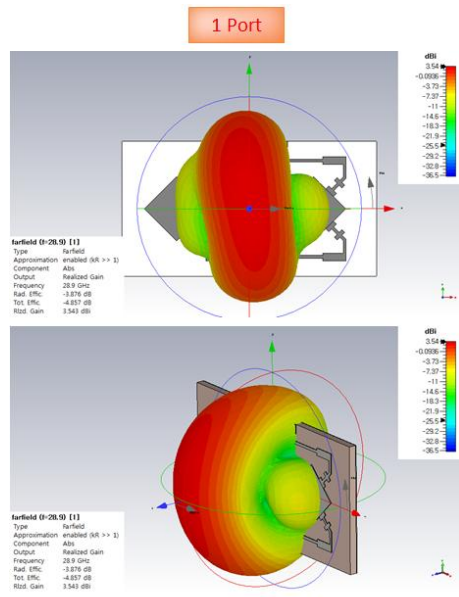 1 Port
dBi
3.54
-0.0936
-3.73
-7.37
-11
-14.6
-18.3
-21.9
-25.5
-29.2
-32.8
-36.5
farfield (f=28.9) [1]
Type Farfield
Approximation enabled (kR >> 1)
Component Abs
Output Realized Gain
Frequency 28.9 GHz
Rad. Effic. -3.876 dB
Tot. Effic. -4.857 dB
Rlzd. Gain 3.543 dBi
dBi
3.54
-0.0936
-3.73
-7.37
-11
-14.6
-18.3
-21.9
-25.5
-29.2
-32.8
-36.5
farfield (f=28.9) [1]
Type Farfield
Approximation enabled (kR >> 1)
Component Abs
Output Realized Gain
Frequency 28.9 GHz
Rad. Effic. -3.876 dB
Tot. Effic. -4.857 dB
Rlzd. Gain 3.543 dBi